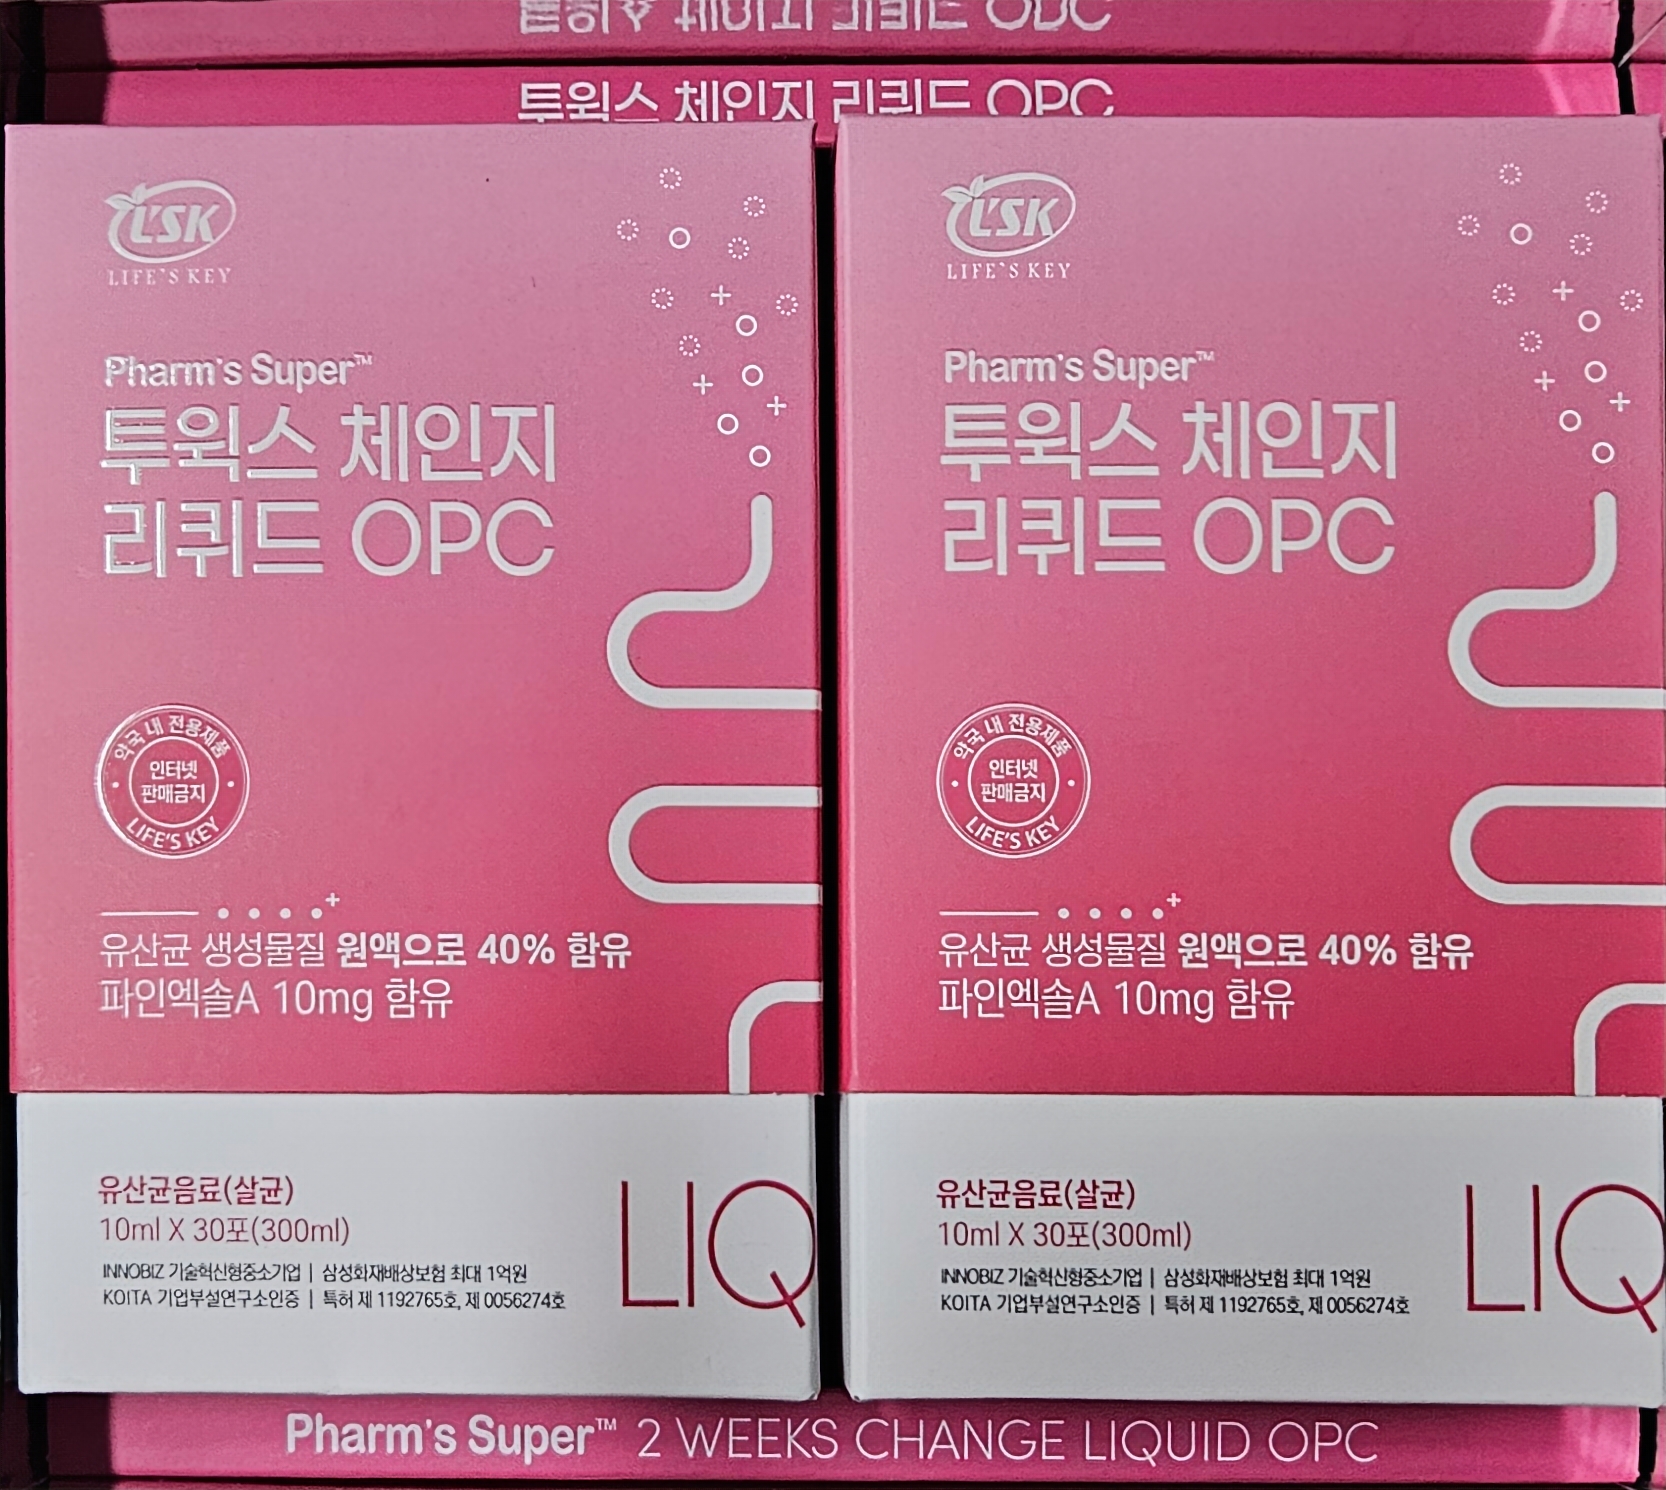 투윅스 체인지 리퀴드 OPC
투윅스 체인지 리퀴드 OPC
L'SK
LIFE'S KEY
Pharm's Super™
투윅스 체인지
리퀴드 OPC
약국 내 전용제품
인터넷
판매금지
LIFE'S KEY
유산균 생성물질 원액으로 40% 함유
파인엑솔A 10mg 함유
유산균음료(살균)
10ml X 30포(300ml)
INNOBIZ 기술혁신형중소기업 | 삼성화재배상보험 최대 1억원
KOITA 기업부설연구소인증 | 특허 제 1192765호, 제 0056274호
LIQ
L'SK
LIFE'S KEY
Pharm's Super™
투윅스 체인지
리퀴드 OPC
약국 내 전용제품
인터넷
판매금지
LIFE'S KEY
유산균 생성물질 원액으로 40% 함유
파인엑솔A 10mg 함유
유산균음료(살균)
10ml X 30포(300ml)
INNOBIZ 기술혁신형중소기업 | 삼성화재배상보험 최대 1억원
KOITA 기업부설연구소인증 | 특허 제 1192765호, 제 0056274호
LIQ
Pharm's Super™ 2 WEEKS CHANGE LIQUID OPC